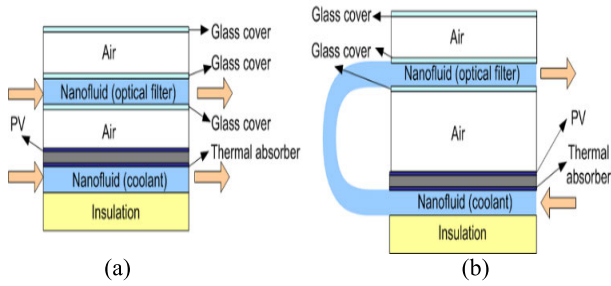 Glass cover
Air
Glass cover
Nanofluid (optical filter)
PV
Glass cover
Air
Thermal absorber
Nanofluid (coolant)
Insulation
(a)
Glass cover
Air
Glass cover
Nanofluid (optical filter)
Air
PV
Thermal
absorber
Nanofluid (coolant)
Insulation
(b)